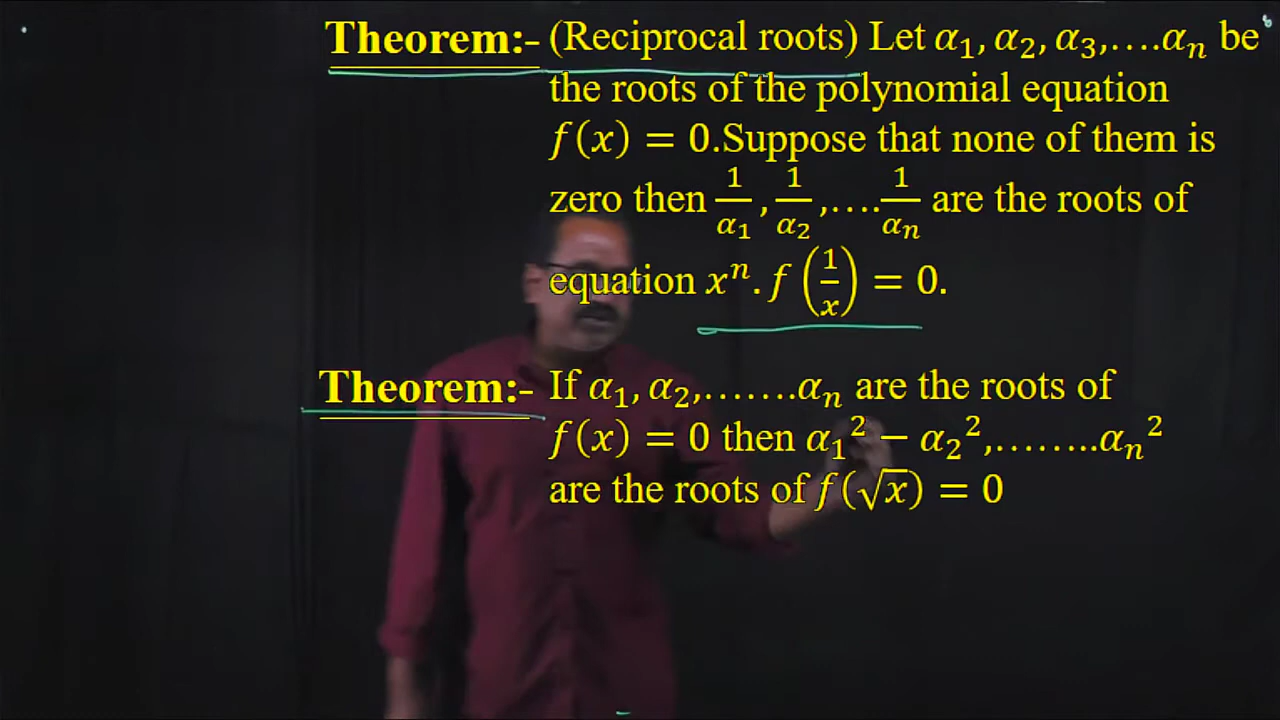 Theorem:- (Reciprocal roots) Let α₁, α₂, α₃,....αₙ be
the roots of the polynomial equation
f(x) = 0.Suppose that none of them is
zero then 1/α₁, 1/α₂,....1/αₙ are the roots of
equation xⁿ. f(1/x) = 0.
Theorem:- If α₁, α₂,.......αₙ are the roots of
f(x) = 0 then α₁² − α₂²,........αₙ²
are the roots of f(√x) = 0